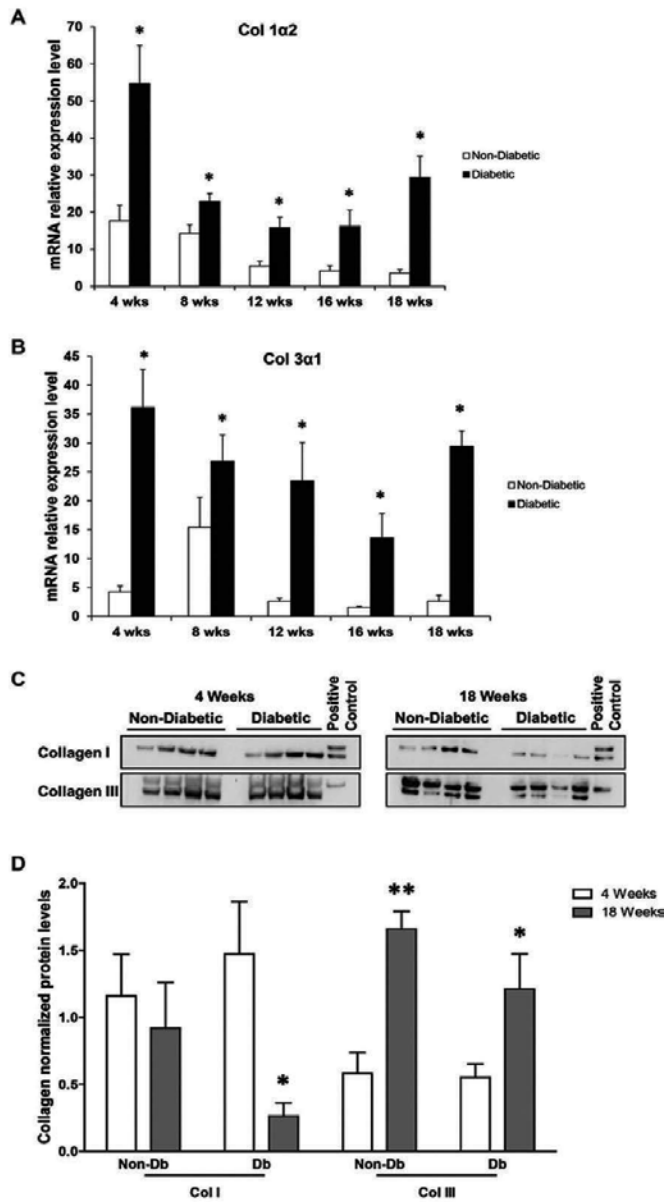 A
Col 1α2
mRNA relative expression level
70
60
50
40
30
20
10
0
*
*
*
*
*
Non-Diabetic
Diabetic
4 wks 8 wks 12 wks 16 wks 18 wks
B
Col 3α1
mRNA relative expression level
45
40
35
30
25
20
15
10
5
0
*
*
*
*
*
Non-Diabetic
Diabetic
4 wks 8 wks 12 wks 16 wks 18 wks
C
4 Weeks
Non-Diabetic Diabetic
Positive
Control
18 Weeks
Non-Diabetic Diabetic
Positive
Control
Collagen I
Collagen III
D
Collagen normalized protein levels
2.0
1.5
1.0
0.5
0.0
*
**
*
4 Weeks
18 Weeks
Non-Db Db Non-Db Db
Col I Col III